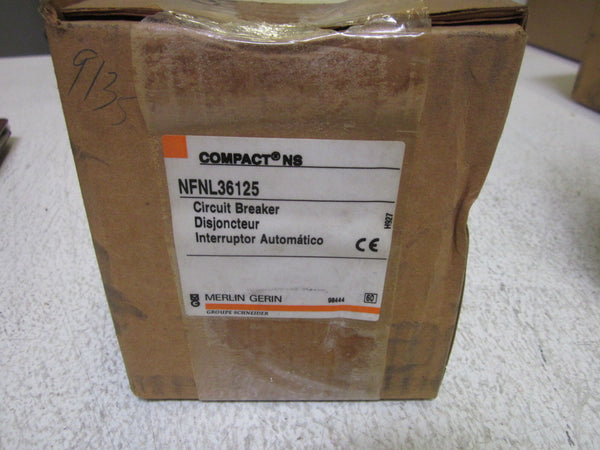 9/35
COMPACT® NS
NFNL36125
Circuit Breaker
Disjoncteur
Interruptor Automático
CE
H927
MERLIN GERIN
98444
60
GROUPE SCHNEIDER